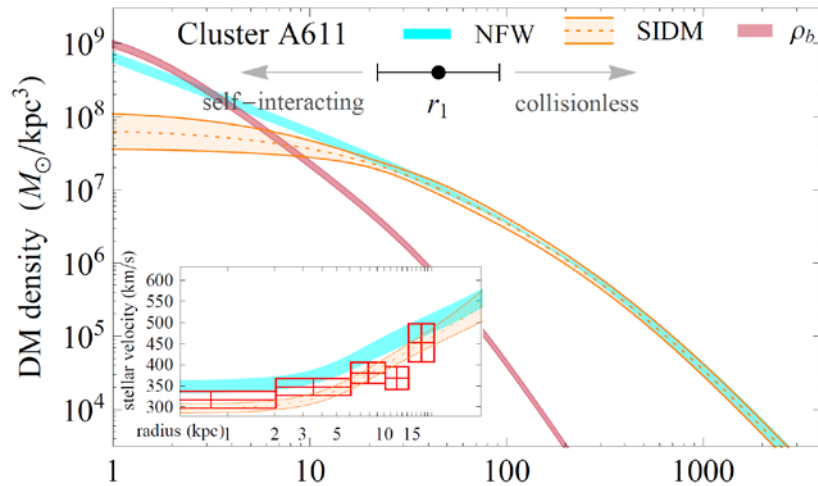 Cluster A611 NFW SIDM ρb
self-interacting r1 collisionless
DM density (M⊙/kpc³)
10⁹
10⁸
10⁷
10⁶
10⁵
10⁴
stellar velocity (km/s)
600
550
500
450
400
350
300
radius (kpc) 1 2 3 5 10 15
1 10 100 1000